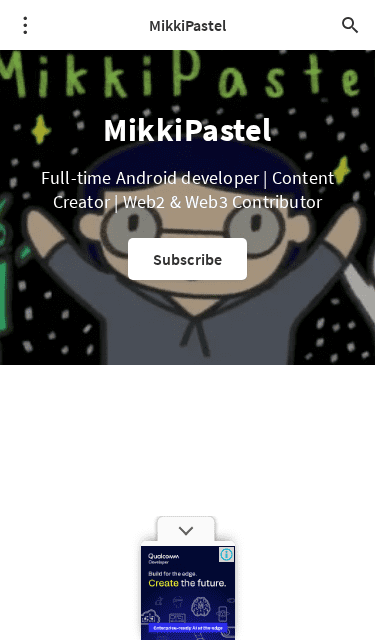 MikkiPastel
MikkiPaste
MikkiPastel
Full-time Android developer | Content
Creator | Web2 & Web3 Contributor
Subscribe
Qualcomm
Developer
Build for the edge.
Create the future.
Enterprise-ready AI at the edge